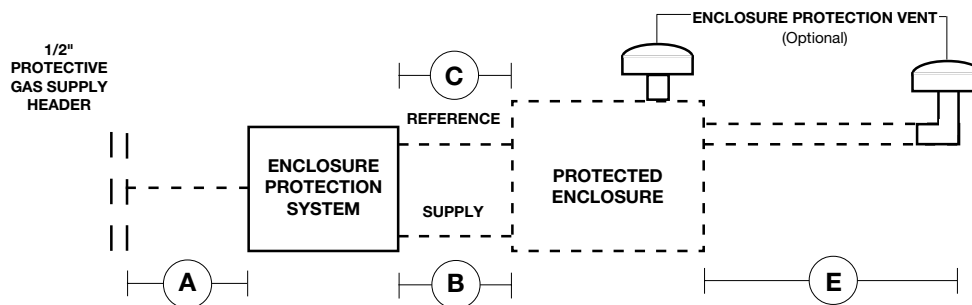 ENCLOSURE PROTECTION VENT
(Optional)
1/2"
PROTECTIVE
GAS SUPPLY
HEADER
C
REFERENCE
ENCLOSURE
PROTECTION
SYSTEM
PROTECTED
ENCLOSURE
SUPPLY
A
B
E